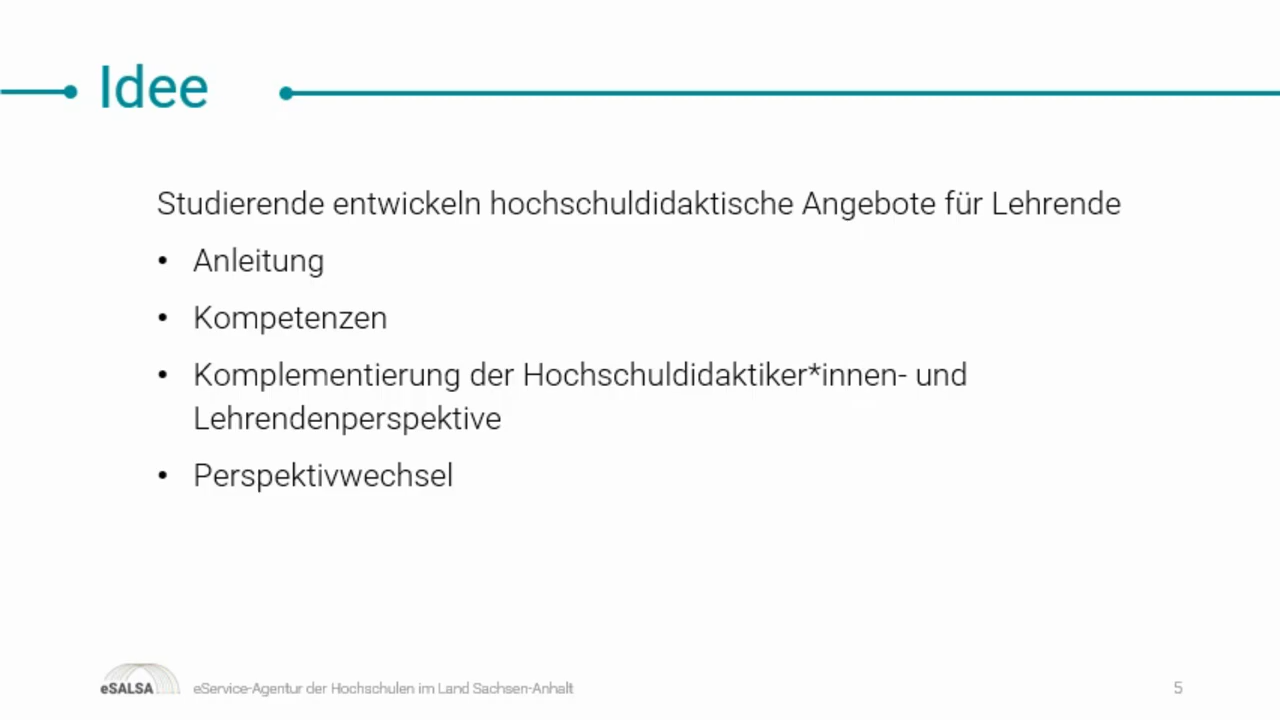 Idee
Studierende entwickeln hochschuldidaktische Angebote für Lehrende
• Anleitung
• Kompetenzen
• Komplementierung der Hochschuldidaktiker*innen- und
Lehrendenperspektive
• Perspektivwechsel
eSALSA eService-Agentur der Hochschulen im Land Sachsen-Anhalt 5